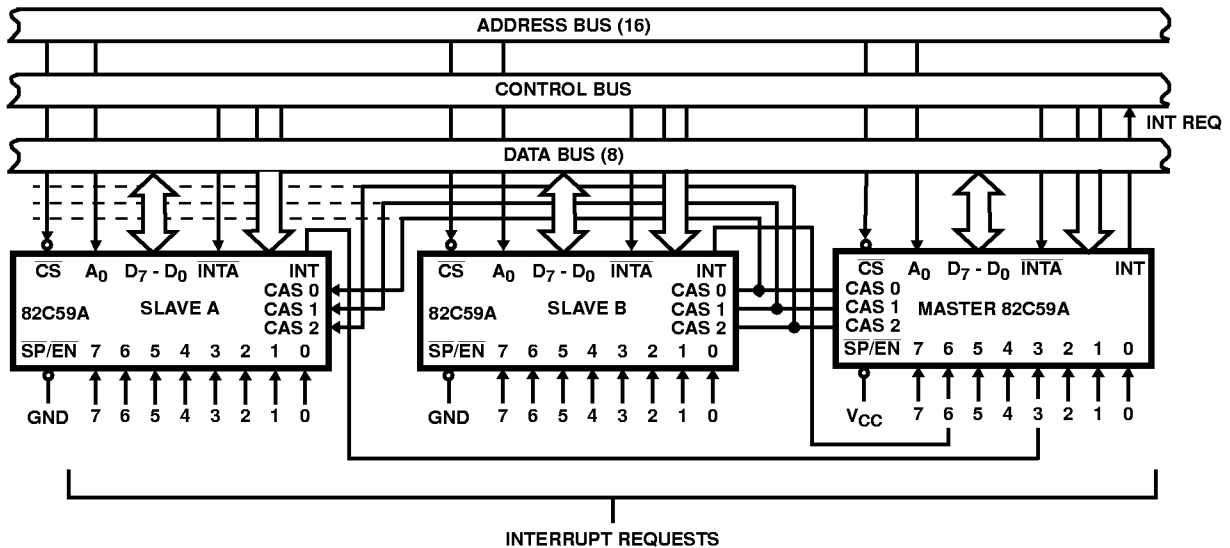 ADDRESS BUS (16)
CONTROL BUS
INT REQ
DATA BUS (8)
CS A0 D7 - D0 INTA INT
CAS 0
82C59A SLAVE A CAS 1
CAS 2
SP/EN 7 6 5 4 3 2 1 0
GND 7 6 5 4 3 2 1 0
CS A0 D7 - D0 INTA INT
CAS 0
82C59A SLAVE B CAS 1
CAS 2
SP/EN 7 6 5 4 3 2 1 0
GND 7 6 5 4 3 2 1 0
CS A0 D7 - D0 INTA INT
CAS 0
CAS 1 MASTER 82C59A
CAS 2
SP/EN 7 6 5 4 3 2 1 0
VCC 7 6 5 4 3 2 1 0
INTERRUPT REQUESTS